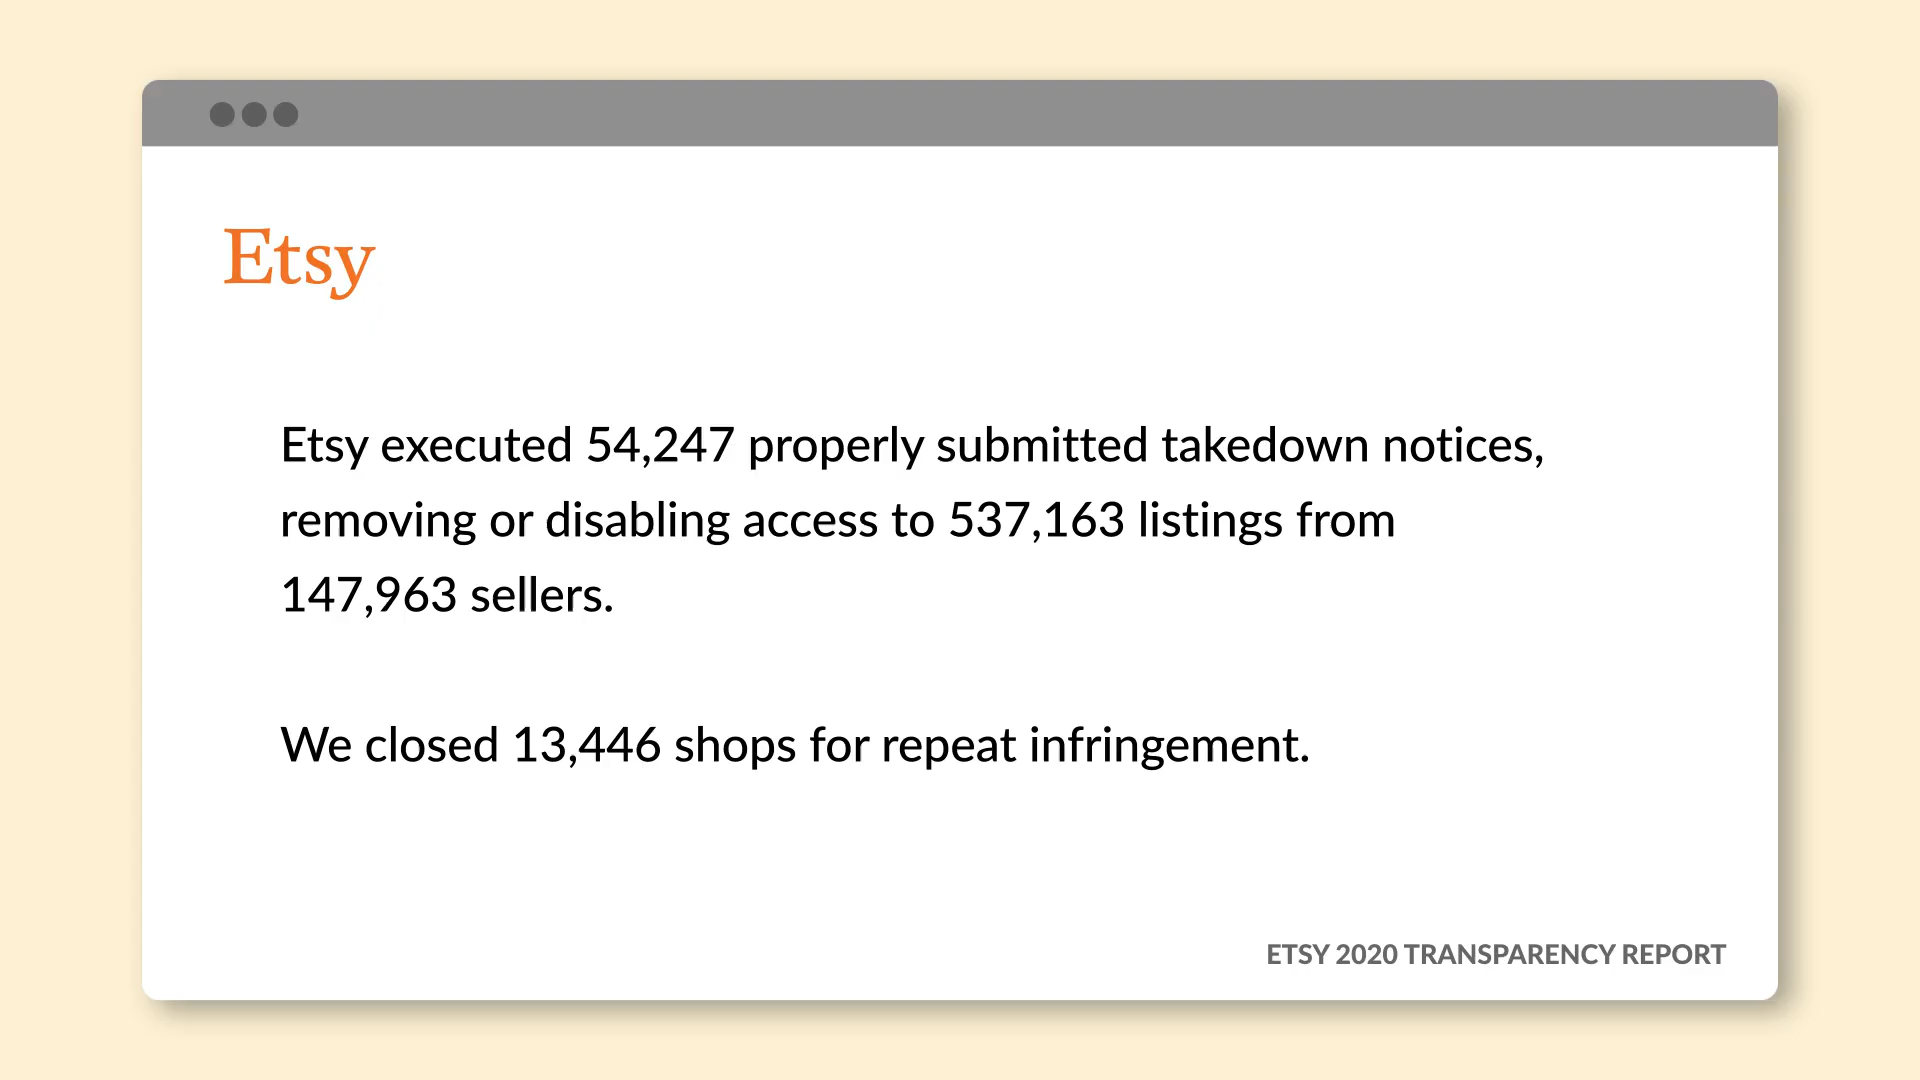 Etsy
Etsy executed 54,247 properly submitted takedown notices,
removing or disabling access to 537,163 listings from
147,963 sellers.
We closed 13,446 shops for repeat infringement.
ETSY 2020 TRANSPARENCY REPORT